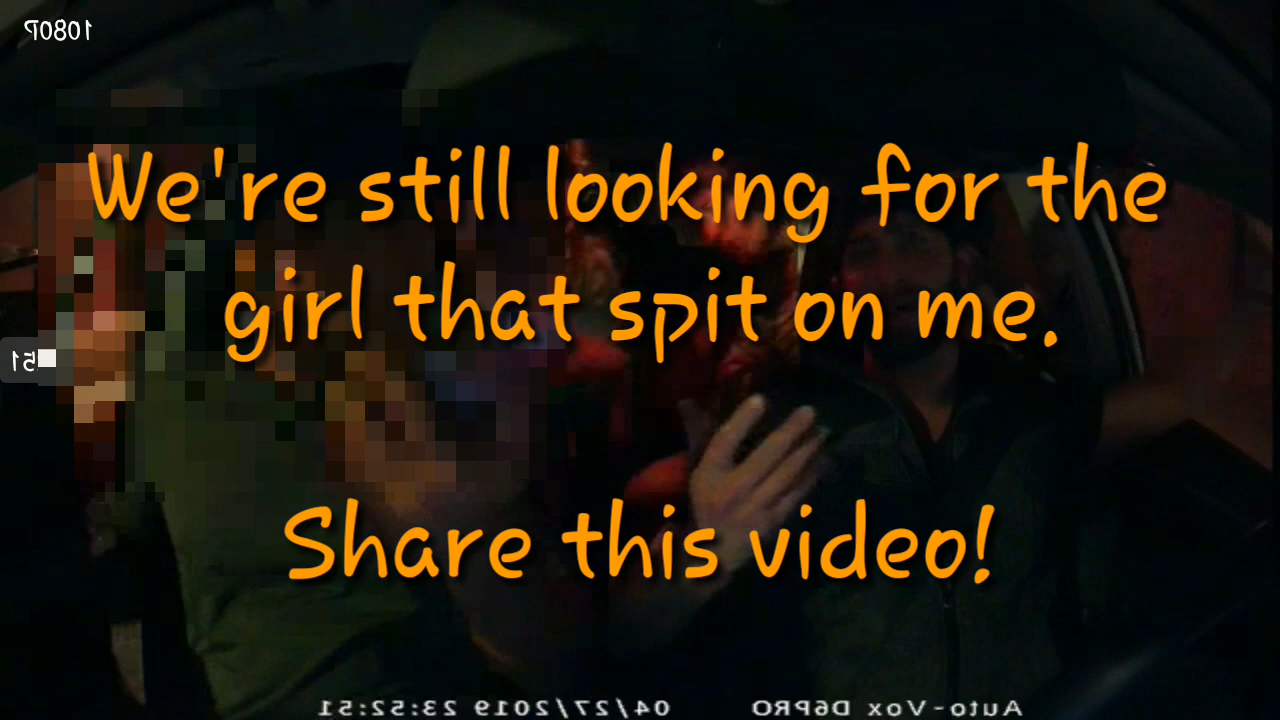 1080P
We're still looking for the
girl that spit on me.
51
Share this video!
04/27/2019 23:52:51 Auto-Vox D6PRO